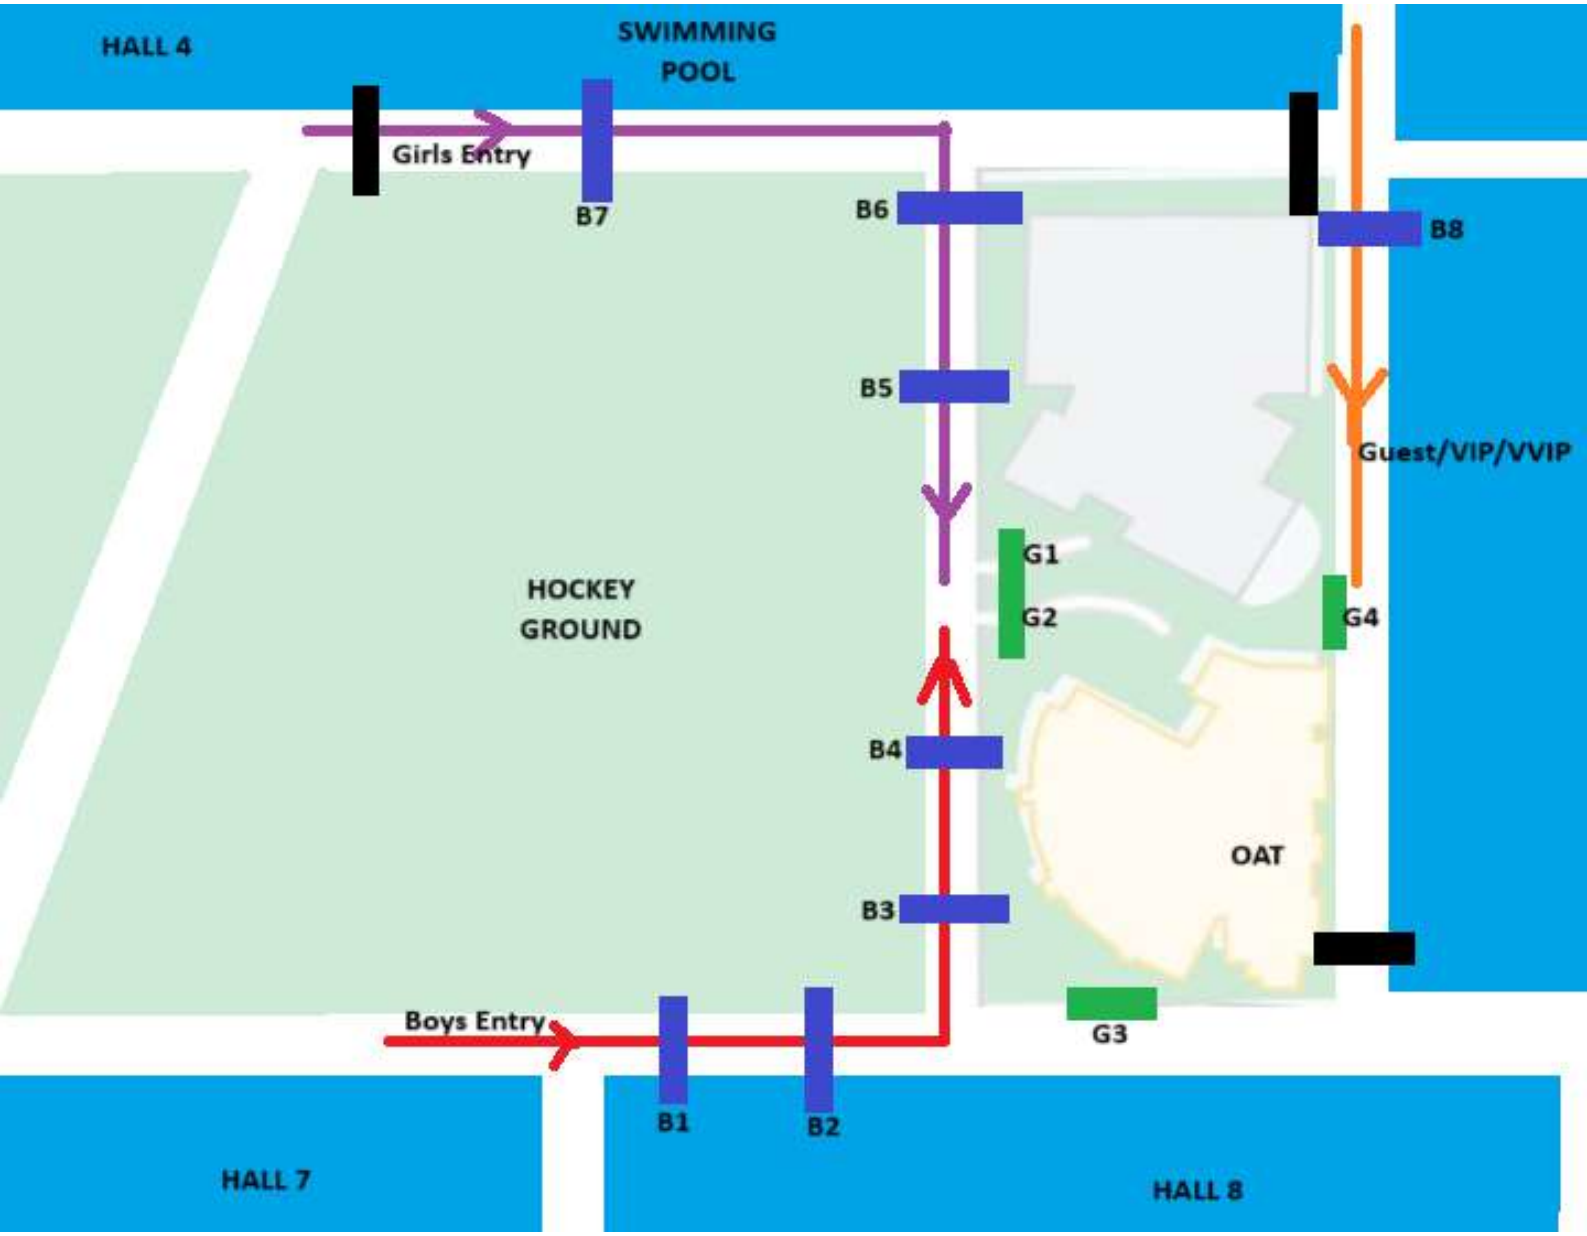 HALL 4
SWIMMING
POOL
Girls Entry
B7
B6
B8
B5
Guest/VIP/VVIP
G1
HOCKEY
GROUND
G2
G4
B4
OAT
B3
Boys Entry
G3
B1
B2
HALL 7
HALL 8